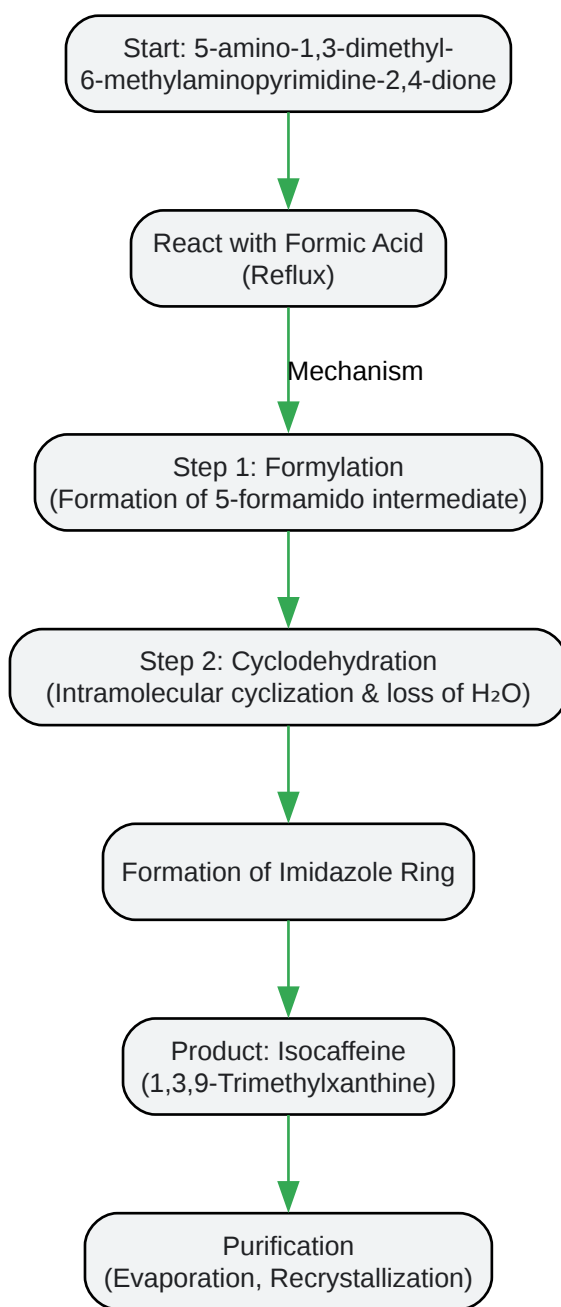 Start: 5-amino-1,3-dimethyl-
6-methylaminopyrimidine-2,4-dione
React with Formic Acid
(Reflux)
Mechanism
Step 1: Formylation
(Formation of 5-formamido intermediate)
Step 2: Cyclodehydration
(Intramolecular cyclization & loss of H₂O)
Formation of Imidazole Ring
Product: Isocaffeine
(1,3,9-Trimethylxanthine)
Purification
(Evaporation, Recrystallization)